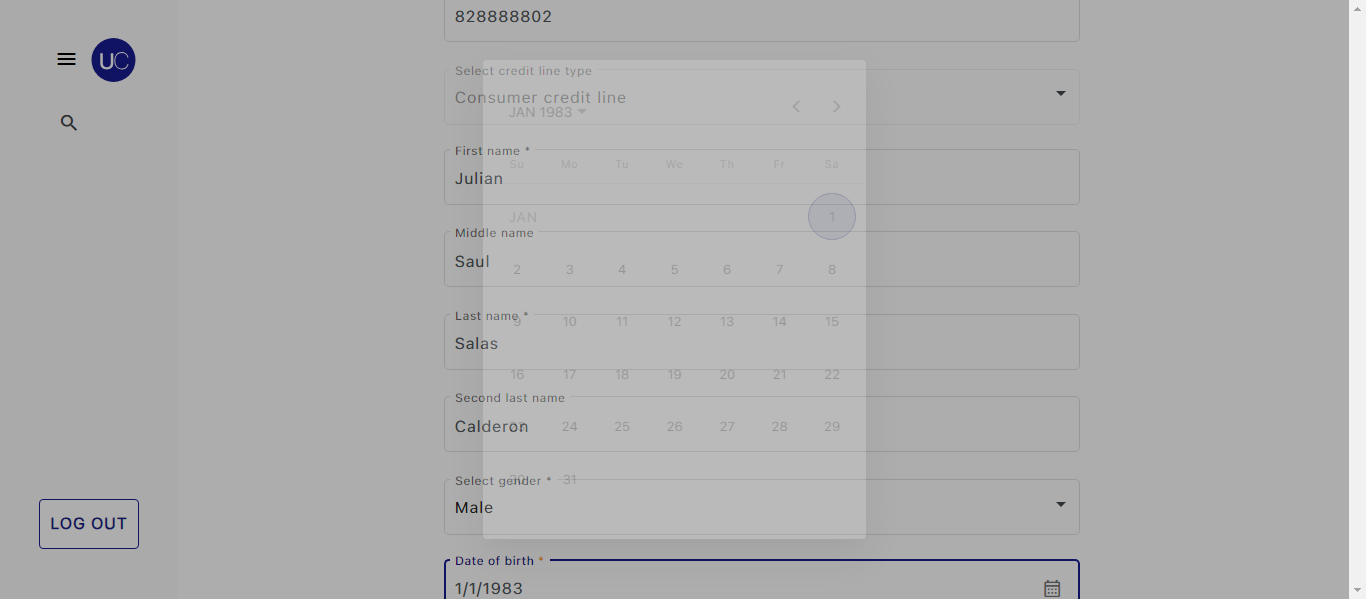 828888802
UC
Select credit line type
Consumer credit line
JAN 1983
First name *
Su Mo Tu We Th Fr Sa
Julian
JAN 1
Middle name
Saul
2 3 4 5 6 7 8
Last name *
9 10 11 12 13 14 15
Salas
16 17 18 19 20 21 22
Second last name
Calderon
23 24 25 26 27 28 29
Select gender *
30 31
Male
LOG OUT
Date of birth *
1/1/1983